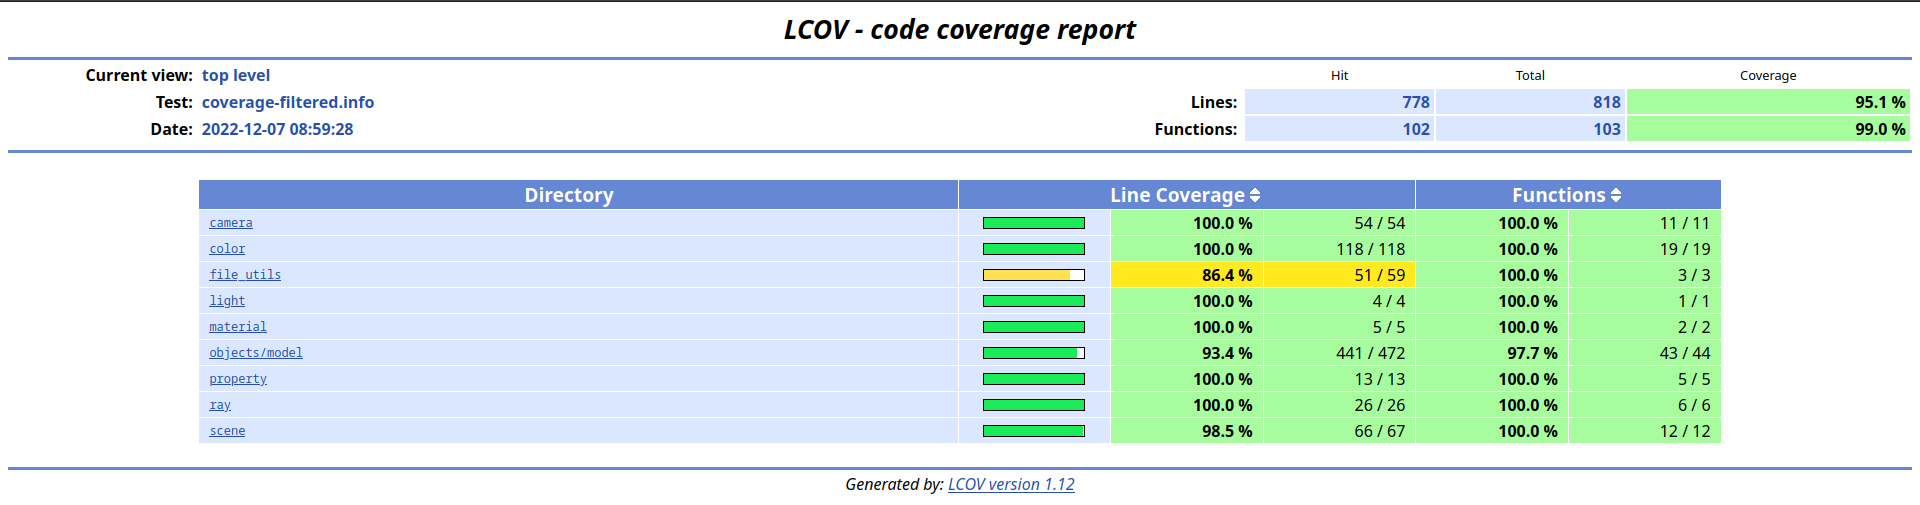 LCOV - code coverage report
Current view: top level
Hit Total Coverage
Test: coverage-filtered.info
Lines: 778 818 95.1 %
Date: 2022-12-07 08:59:28
Functions: 102 103 99.0 %
Directory Line Coverage Functions
camera 100.0 % 54 / 54 100.0 % 11 / 11
color 100.0 % 118 / 118 100.0 % 19 / 19
file_utils 86.4 % 51 / 59 100.0 % 3 / 3
light 100.0 % 4 / 4 100.0 % 1 / 1
material 100.0 % 5 / 5 100.0 % 2 / 2
objects/model 93.4 % 441 / 472 97.7 % 43 / 44
property 100.0 % 13 / 13 100.0 % 5 / 5
ray 100.0 % 26 / 26 100.0 % 6 / 6
scene 98.5 % 66 / 67 100.0 % 12 / 12
Generated by: LCOV version 1.12